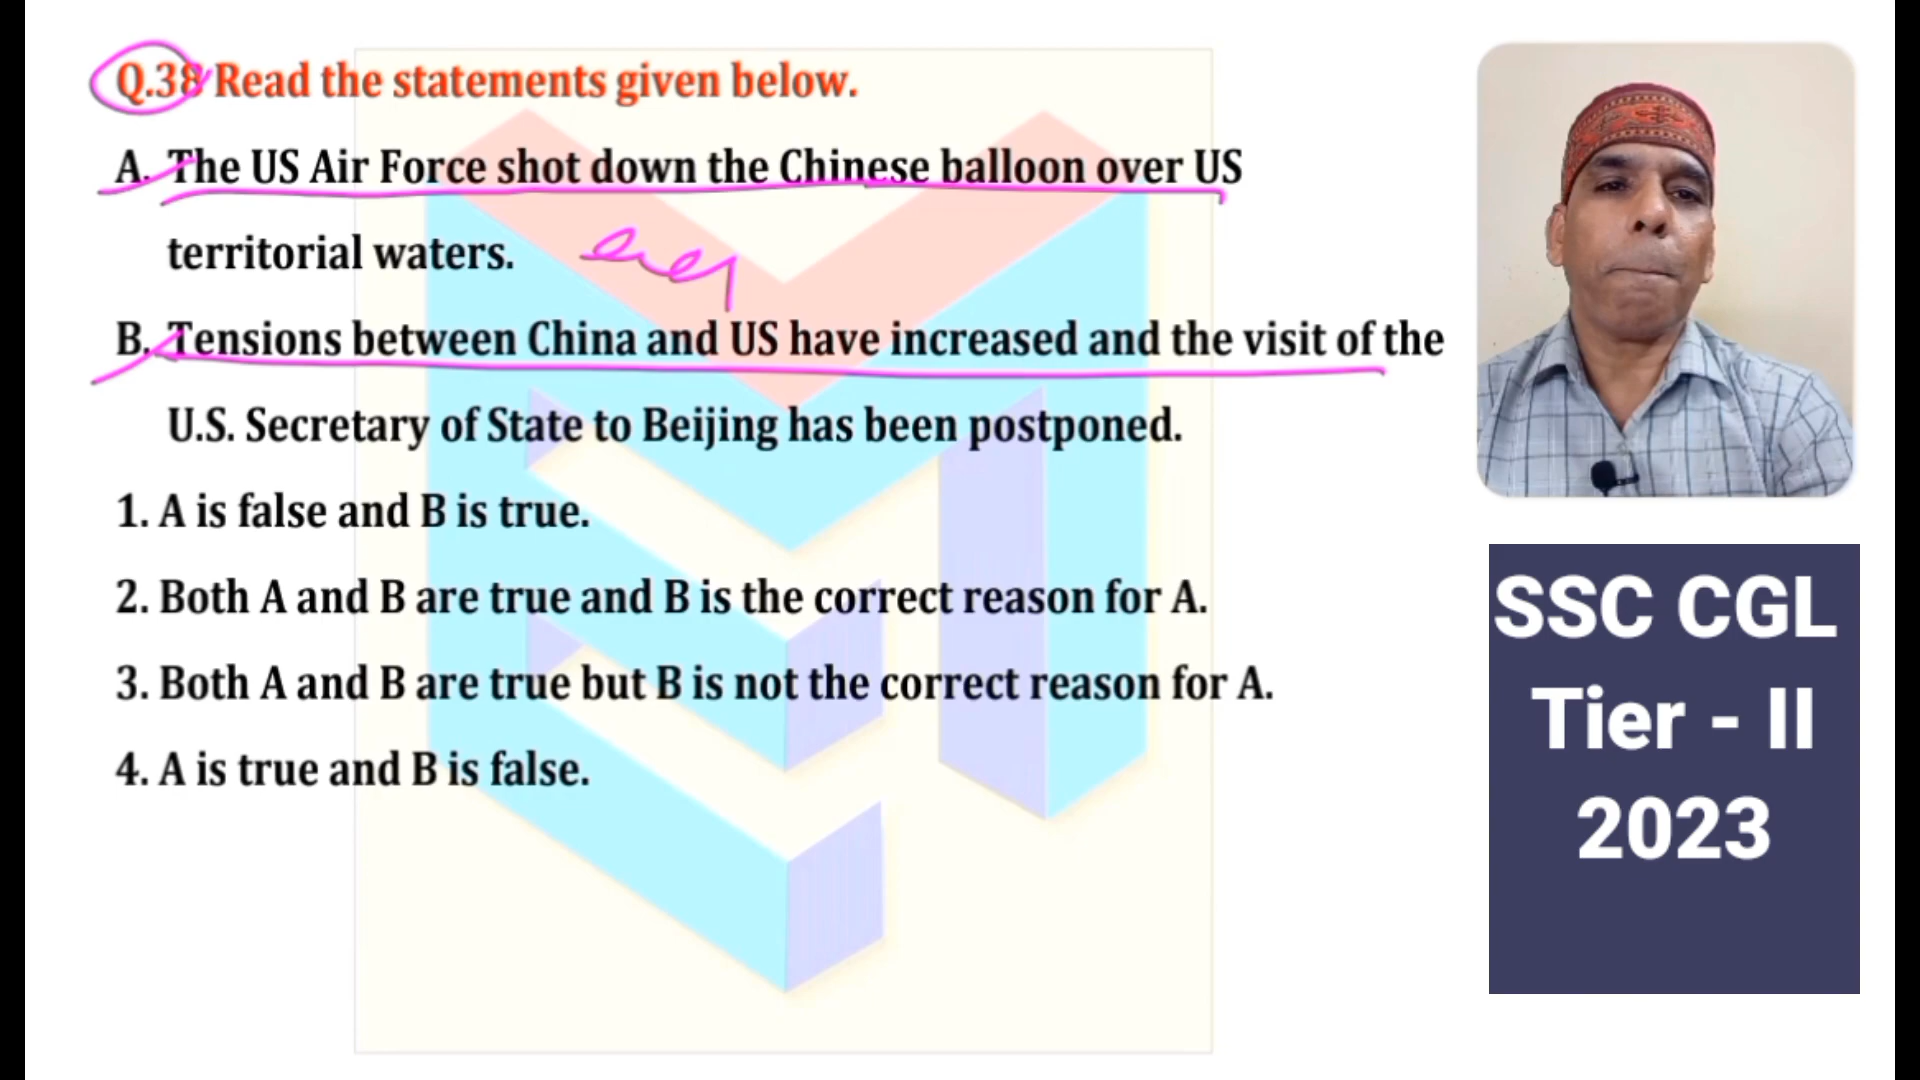 Q.38 Read the statements given below.
A. The US Air Force shot down the Chinese balloon over US
territorial waters.
B. Tensions between China and US have increased and the visit of the
U.S. Secretary of State to Beijing has been postponed.
1. A is false and B is true.
2. Both A and B are true and B is the correct reason for A.
3. Both A and B are true but B is not the correct reason for A.
4. A is true and B is false.
SSC CGL
Tier - II
2023